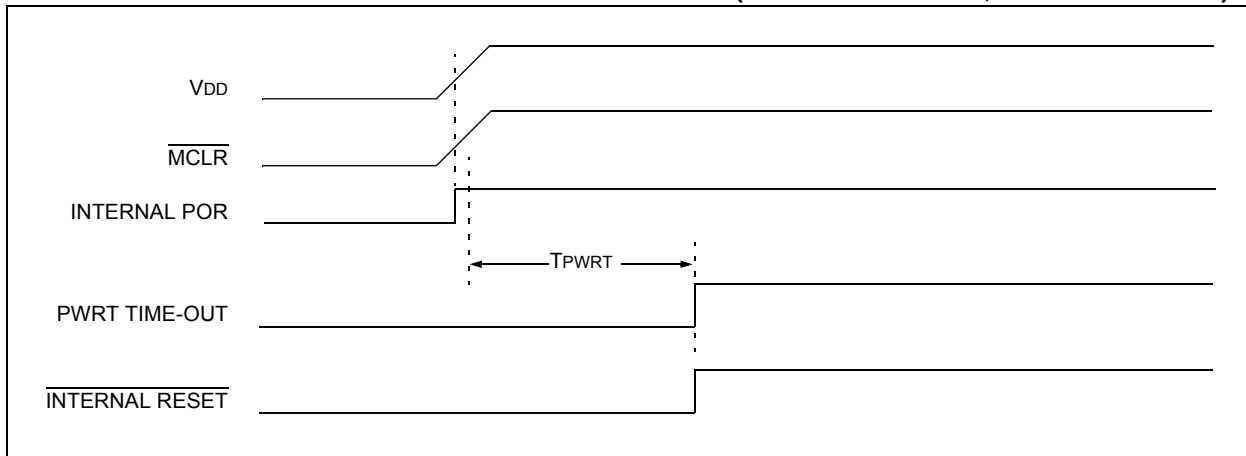 VDD
MCLR
INTERNAL POR
TPWRT
PWRT TIME-OUT
INTERNAL RESET